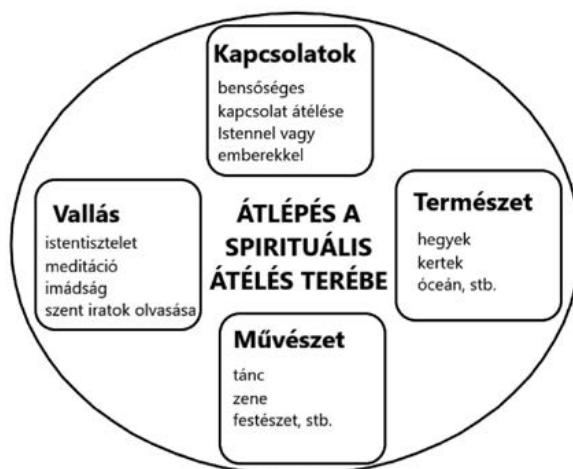 Kapcsolatok
bensőséges
kapcsolat átélése
Istennel vagy
emberekkel
Vallás
istentisztelet
meditáció
imádság
szent iratok olvasása
ÁTLÉPÉS A
SPIRITUÁLIS
ÁTÉLÉS TERÉBE
Természet
hegyek
kertek
óceán, stb.
Művészet
tánc
zene
festészet, stb.